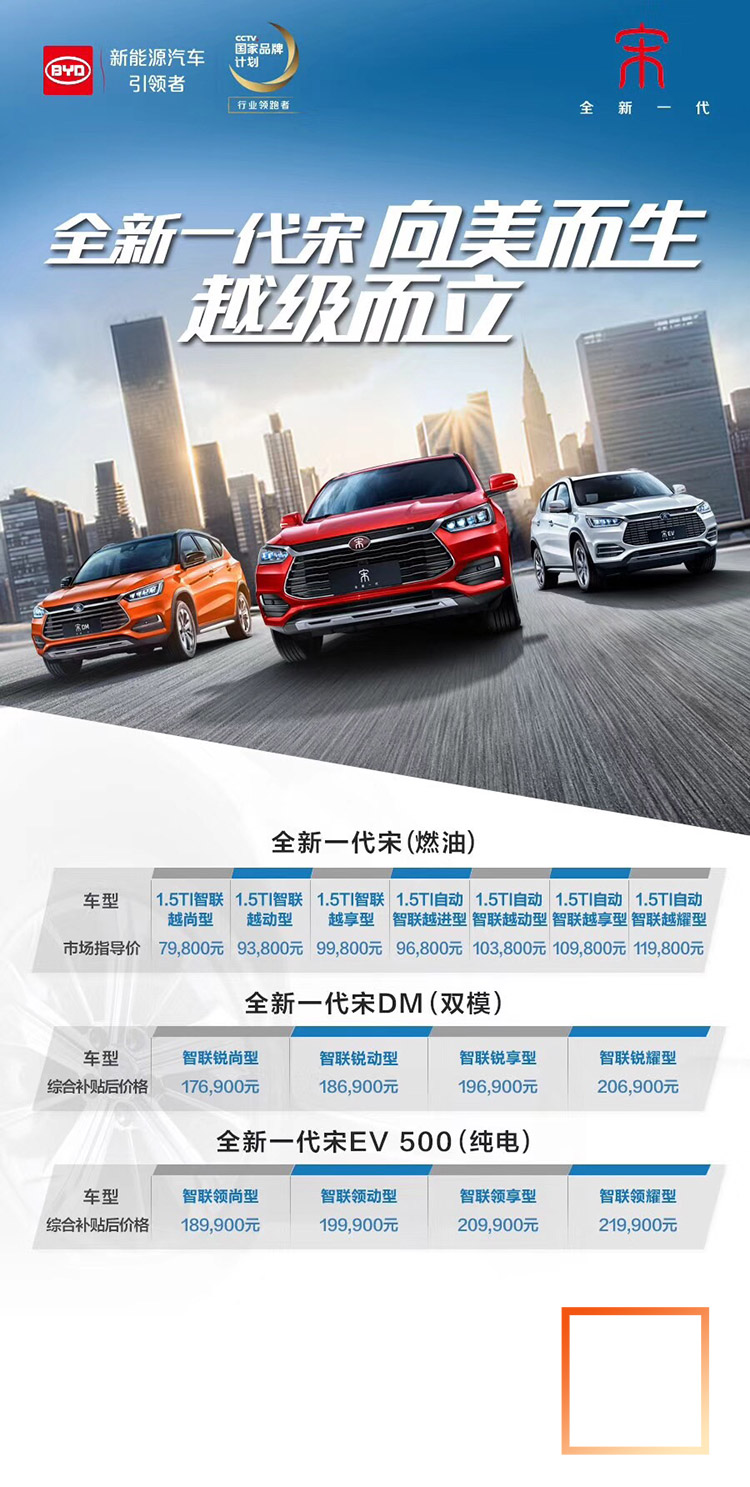 BYD
新能源汽车
引领者
CCTV
国家品牌
计划
行业领跑者
宋
全新一代
全新一代宋 向美而生
越级而立
宋DM
宋
全新一代
宋EV
全新一代宋(燃油)
车型 1.5TI智联越尚型 1.5TI智联越动型 1.5TI智联越享型 1.5TI自动智联越进型 1.5TI自动智联越动型 1.5TI自动智联越享型 1.5TI自动智联越耀型
市场指导价 79,800元 93,800元 99,800元 96,800元 103,800元 109,800元 119,800元
全新一代宋DM(双模)
车型 智联锐尚型 智联锐动型 智联锐享型 智联锐耀型
综合补贴后价格 176,900元 186,900元 196,900元 206,900元
全新一代宋EV 500(纯电)
车型 智联领尚型 智联领动型 智联领享型 智联领耀型
综合补贴后价格 189,900元 199,900元 209,900元 219,900元